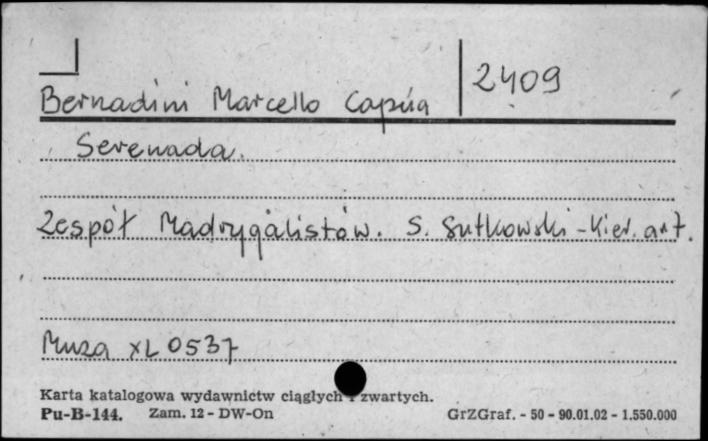 2409
Bernadini Marcello Capúa
Serenada.
Zespół Madrygalistów. S. Sutkowski - Kier. art.
Muza XL 0537
Karta katalogowa wydawnictw ciągłych i zwartych.
Pu-B-144. Zam. 12 - DW-On GrZGraf. - 50 - 90.01.02 - 1.550.000